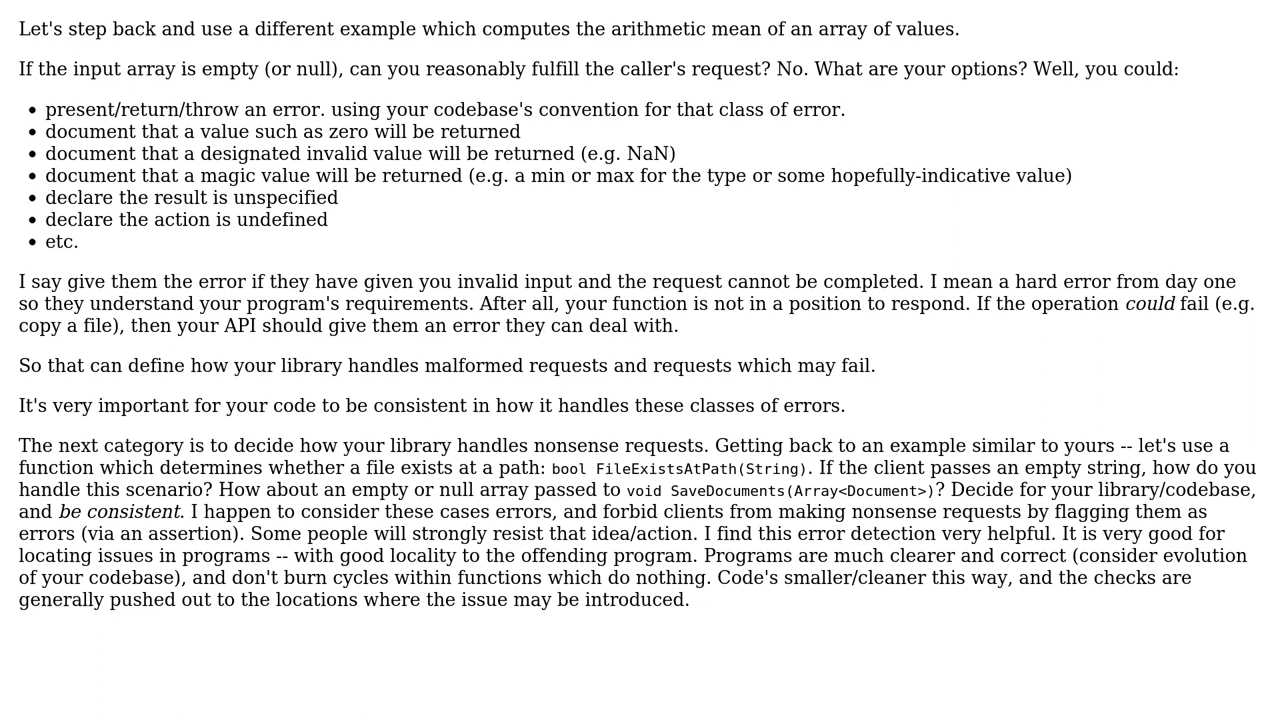 Let's step back and use a different example which computes the arithmetic mean of an array of values.
If the input array is empty (or null), can you reasonably fulfill the caller's request? No. What are your options? Well, you could:
• present/return/throw an error. using your codebase's convention for that class of error.
• document that a value such as zero will be returned
• document that a designated invalid value will be returned (e.g. NaN)
• document that a magic value will be returned (e.g. a min or max for the type or some hopefully-indicative value)
• declare the result is unspecified
• declare the action is undefined
• etc.
I say give them the error if they have given you invalid input and the request cannot be completed. I mean a hard error from day one
so they understand your program's requirements. After all, your function is not in a position to respond. If the operation could fail (e.g.
copy a file), then your API should give them an error they can deal with.
So that can define how your library handles malformed requests and requests which may fail.
It's very important for your code to be consistent in how it handles these classes of errors.
The next category is to decide how your library handles nonsense requests. Getting back to an example similar to yours -- let's use a
function which determines whether a file exists at a path: bool FileExistsAtPath(String). If the client passes an empty string, how do you
handle this scenario? How about an empty or null array passed to void SaveDocuments(Array<Document>)? Decide for your library/codebase,
and be consistent. I happen to consider these cases errors, and forbid clients from making nonsense requests by flagging them as
errors (via an assertion). Some people will strongly resist that idea/action. I find this error detection very helpful. It is very good for
locating issues in programs -- with good locality to the offending program. Programs are much clearer and correct (consider evolution
of your codebase), and don't burn cycles within functions which do nothing. Code's smaller/cleaner this way, and the checks are
generally pushed out to the locations where the issue may be introduced.